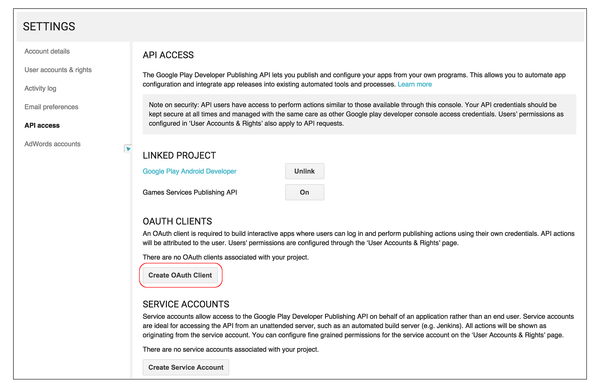 SETTINGS
Account details
User accounts & rights
Activity log
Email preferences
API access
AdWords accounts
API ACCESS
The Google Play Developer Publishing API lets you publish and configure your apps from your own programs. This allows you to automate app
configuration and integrate app releases into existing automated tools and processes. Learn more
Note on security: API users have access to perform actions similar to those available through this console. Your API credentials should be
kept secure at all times and managed with the same care as other Google play developer console access credentials. Users' permissions as
configured in 'User Accounts & Rights' also apply to API requests.
LINKED PROJECT
Google Play Android Developer
Unlink
Games Services Publishing API
On
OAUTH CLIENTS
An OAuth client is required to build interactive apps where users can log in and perform publishing actions using their own credentials. API actions
will be attributed to the user. Users' permissions are configured through the 'User Accounts & Rights' page.
There are no OAuth clients associated with your project.
Create OAuth Client
SERVICE ACCOUNTS
Service accounts allow access to the Google Play Developer Publishing API on behalf of an application rather than an end user. Service accounts
are ideal for accessing the API from an unattended server, such as an automated build server (e.g. Jenkins). All actions will be shown as
originating from the service account. You can configure fine grained permissions for the service account on the 'User Accounts & Rights' page.
There are no service accounts associated with your project.
Create Service Account